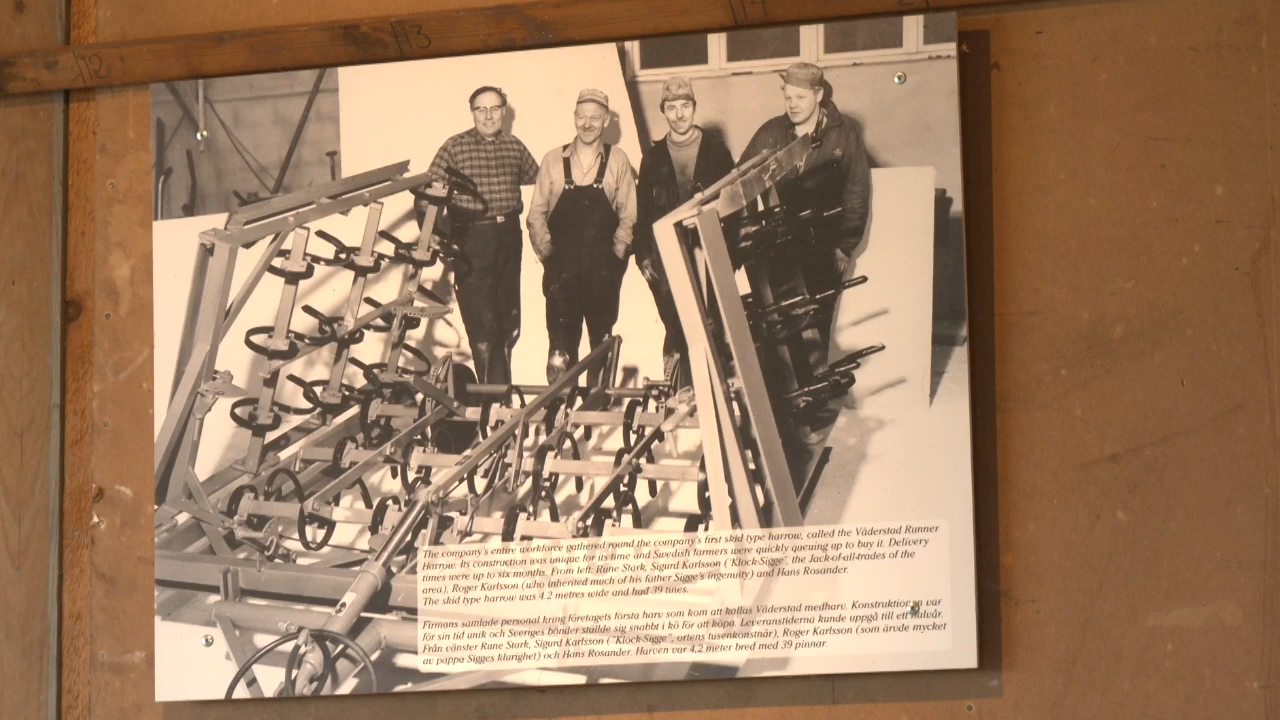 12
13
14
The company's entire workforce gathered round the company's first skid type harrow, called the Väderstad Runner
Harrow. Its construction was unique for its time and Swedish farmers were quickly queuing up to buy it. Delivery
times were up to six months. From left: Rune Stark, Sigurd Karlsson ("Klock-Sigge", the Jack-of-all-trades of the
area), Roger Karlsson (who inherited much of his father Sigge's ingenuity) and Hans Rosander.
The skid type harrow was 4.2 metres wide and had 39 tines.
Firmans samlade personal kring företagets första harv som kom att kallas Väderstad medharv. Konstruktionen var
för sin tid unik och Sveriges bönder ställde sig snabbt i kö för att köpa. Leveranstiderna kunde uppgå till ett halvår.
Från vänster Rune Stark, Sigurd Karlsson ("Klock-Sigge", ortens tusenkonstnär), Roger Karlsson (som ärvde mycket
av pappa Sigges klurighet) och Hans Rosander. Harven var 4,2 meter bred med 39 pinnar.